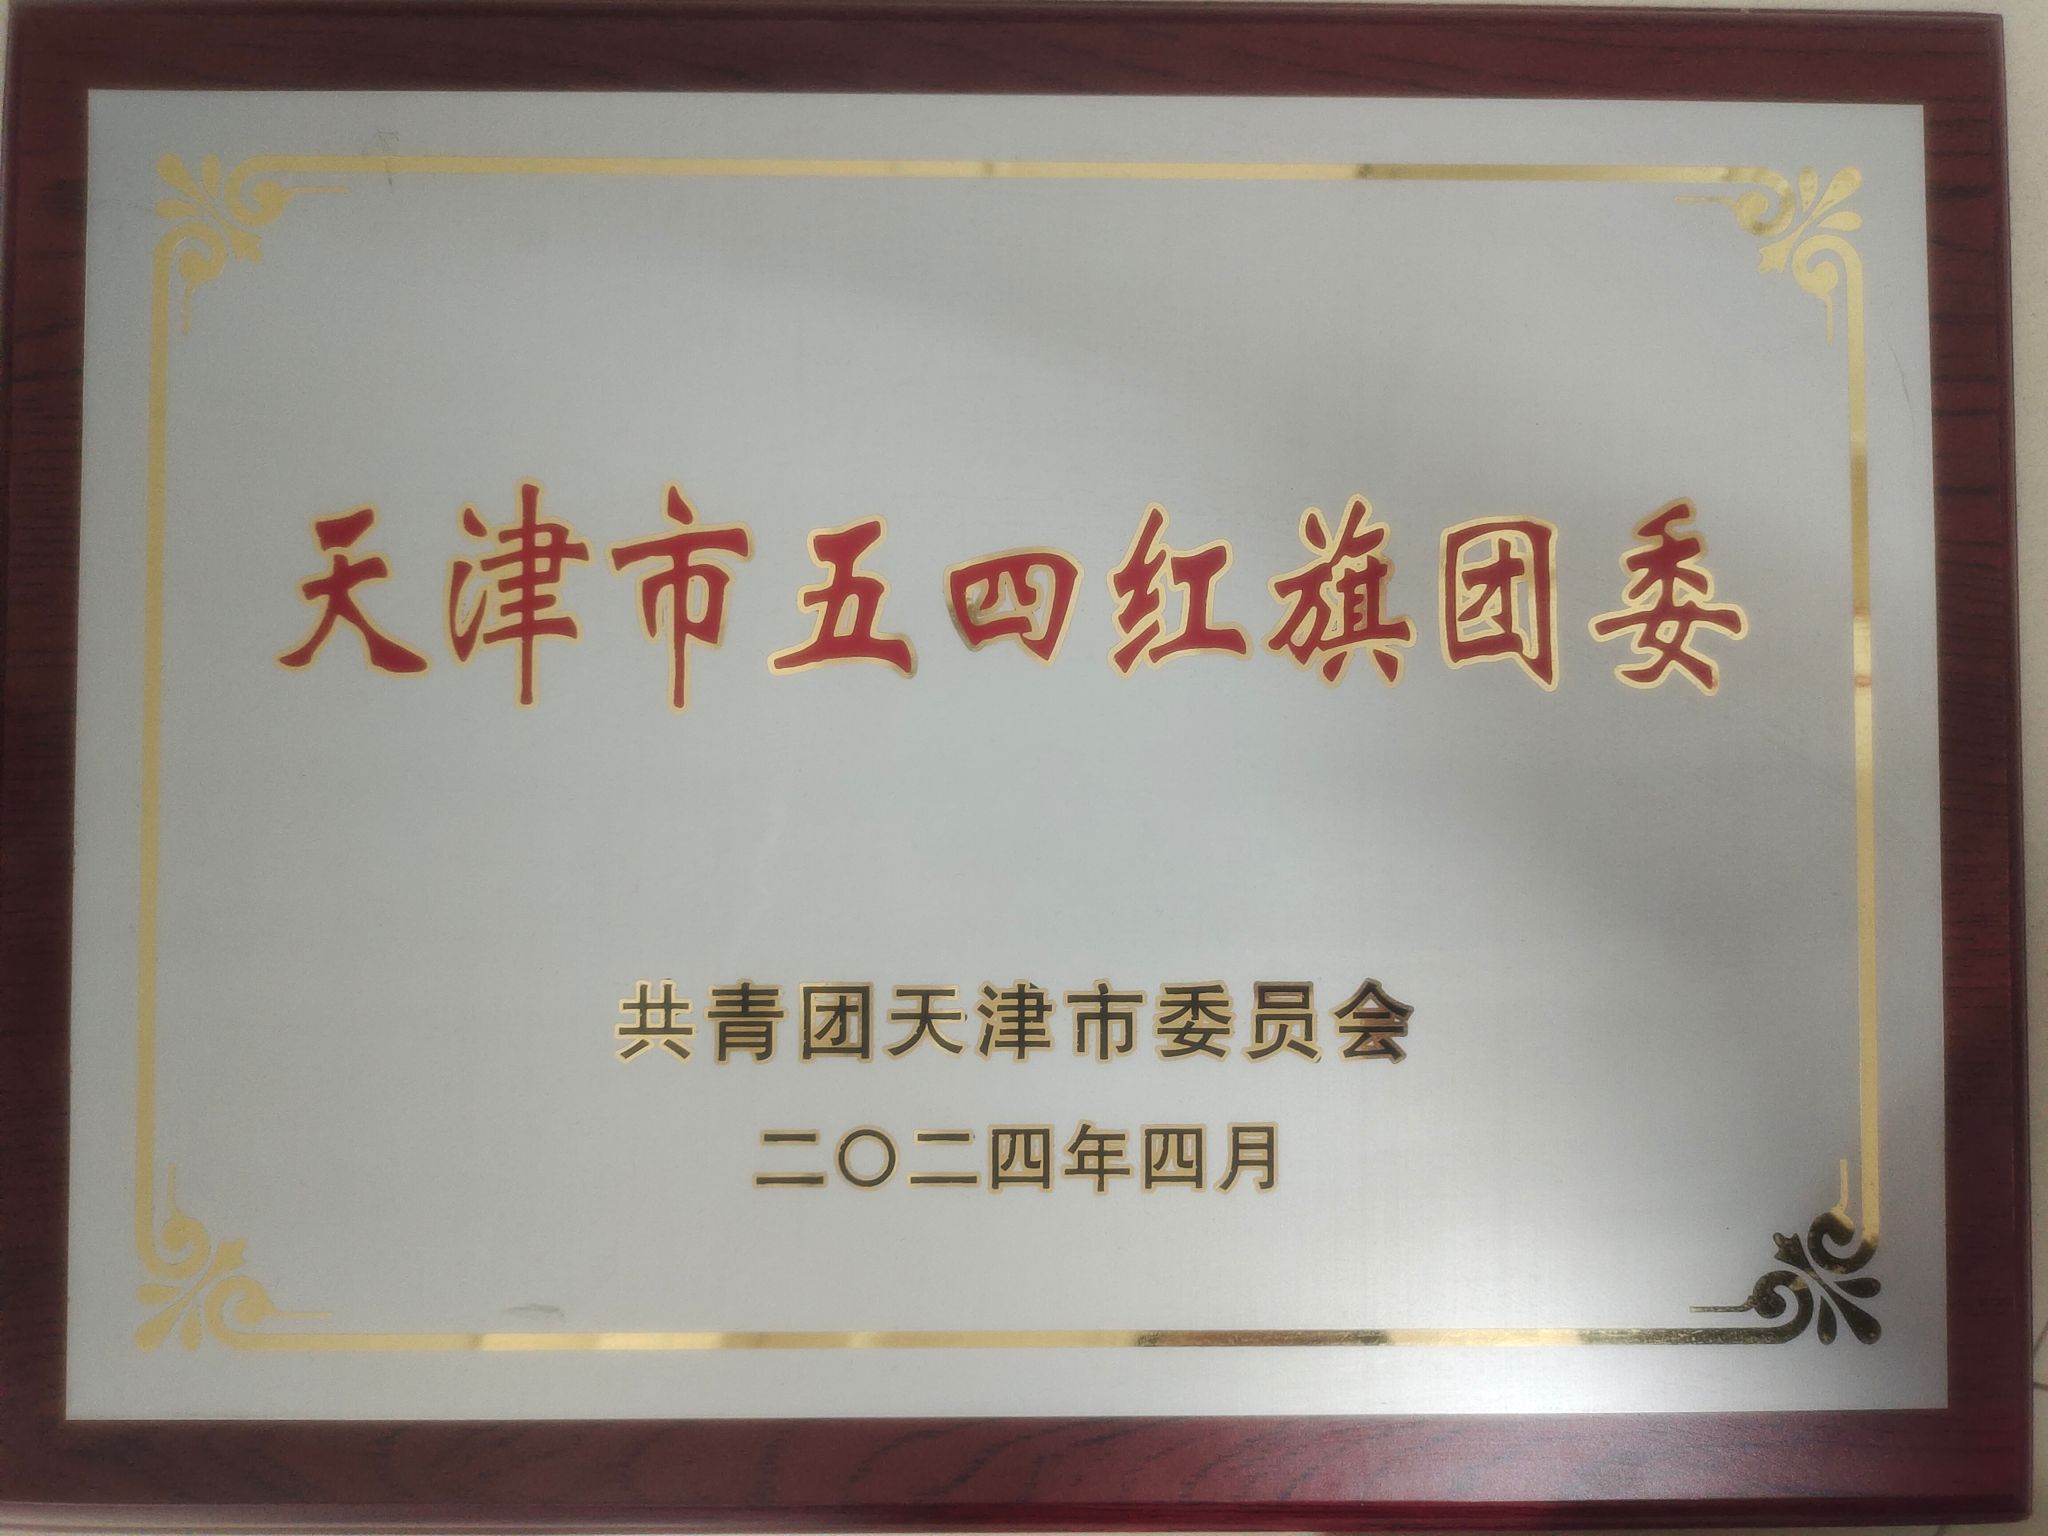 天津市五四红旗团委
共青团天津市委员会
二〇二四年四月